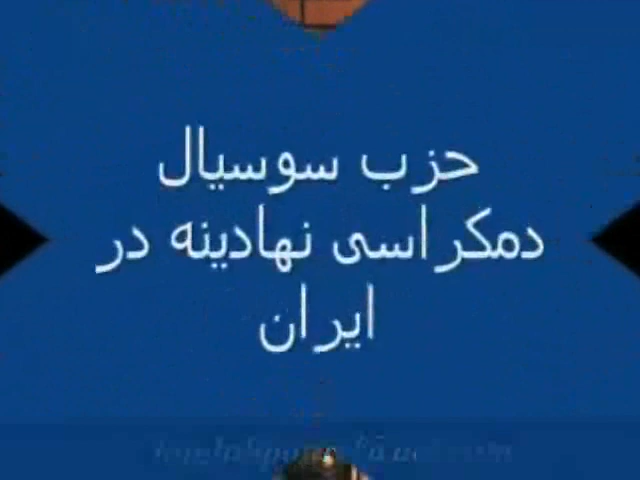 حزب سوسیال
دمکراسی نهادینه در
ایران